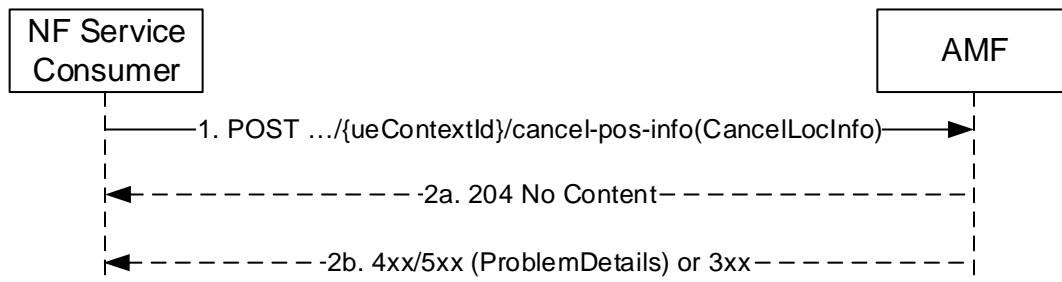 NF Service
Consumer
AMF
1. POST …/{ueContextId}/cancel-pos-info(CancelLocInfo)
2a. 204 No Content
2b. 4xx/5xx (ProblemDetails) or 3xx